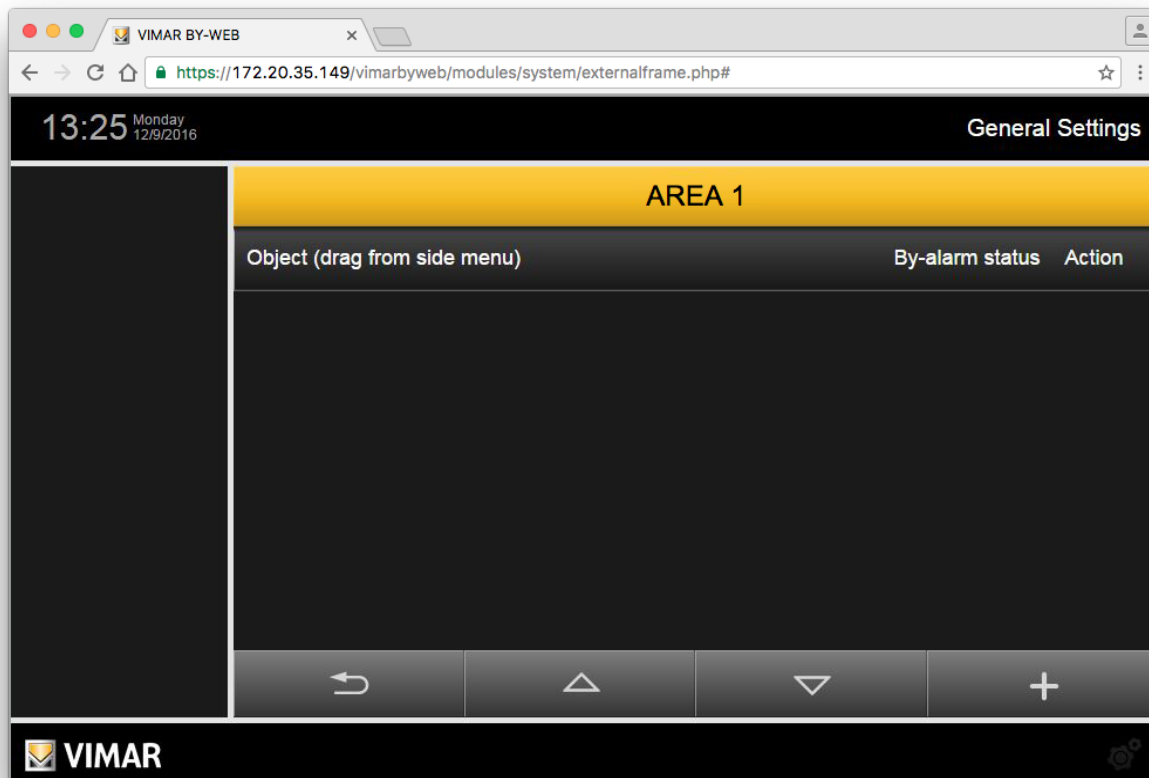 VIMAR BY-WEB
https://172.20.35.149/vimarbyweb/modules/system/externalframe.php#
13:25 Monday
12/9/2016
General Settings
AREA 1
Object (drag from side menu) By-alarm status Action
VIMAR